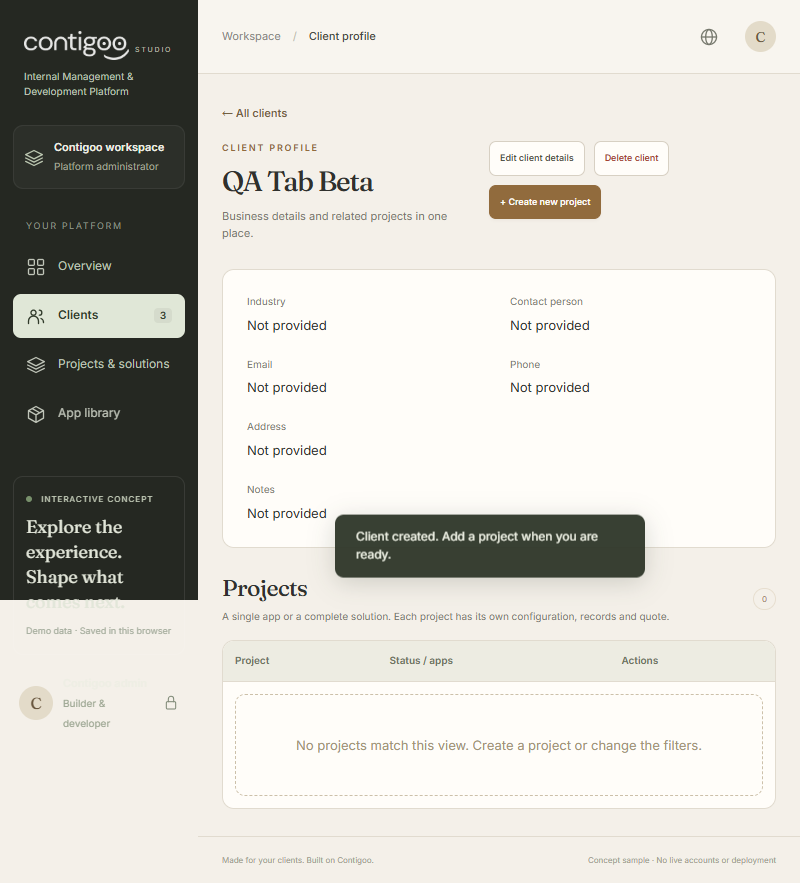 contigoo STUDIO
Internal Management &
Development Platform
Contigoo workspace
Platform administrator
YOUR PLATFORM
Overview
Clients 3
Projects & solutions
App library
INTERACTIVE CONCEPT
Explore the
experience.
Shape what
comes next.
Demo data · Saved in this browser
C
Builder &
developer
Workspace / Client profile
C
← All clients
CLIENT PROFILE
QA Tab Beta
Business details and related projects in one
place.
Edit client details
Delete client
+ Create new project
Industry
Not provided
Contact person
Not provided
Email
Not provided
Phone
Not provided
Address
Not provided
Notes
Not provided
Client created. Add a project when you are
ready.
Projects
0
A single app or a complete solution. Each project has its own configuration, records and quote.
Project Status / apps Actions
No projects match this view. Create a project or change the filters.
Made for your clients. Built on Contigoo.
Concept sample · No live accounts or deployment